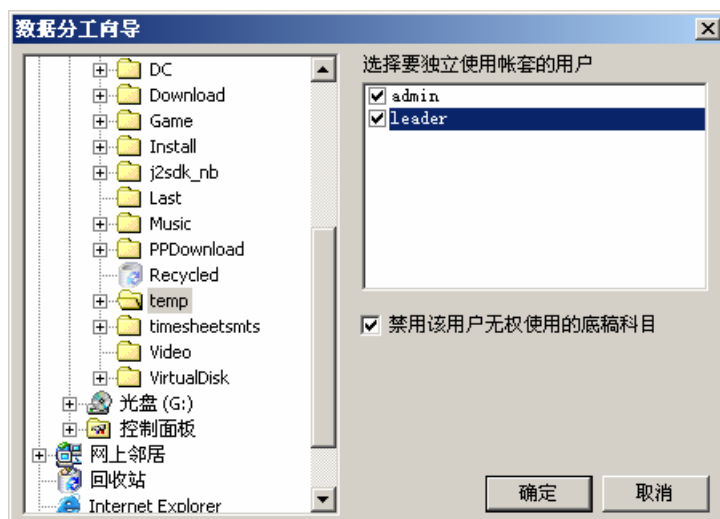 数据分工向导
DC
Download
Game
Install
j2sdk_nb
Last
Music
PPDownload
Recycled
temp
timesheetsmts
Video
VirtualDisk
光盘 (G:)
控制面板
网上邻居
回收站
Internet Explorer
选择要独立使用帐套的用户
admin
leader
禁用该用户无权使用的底稿科目
确定
取消